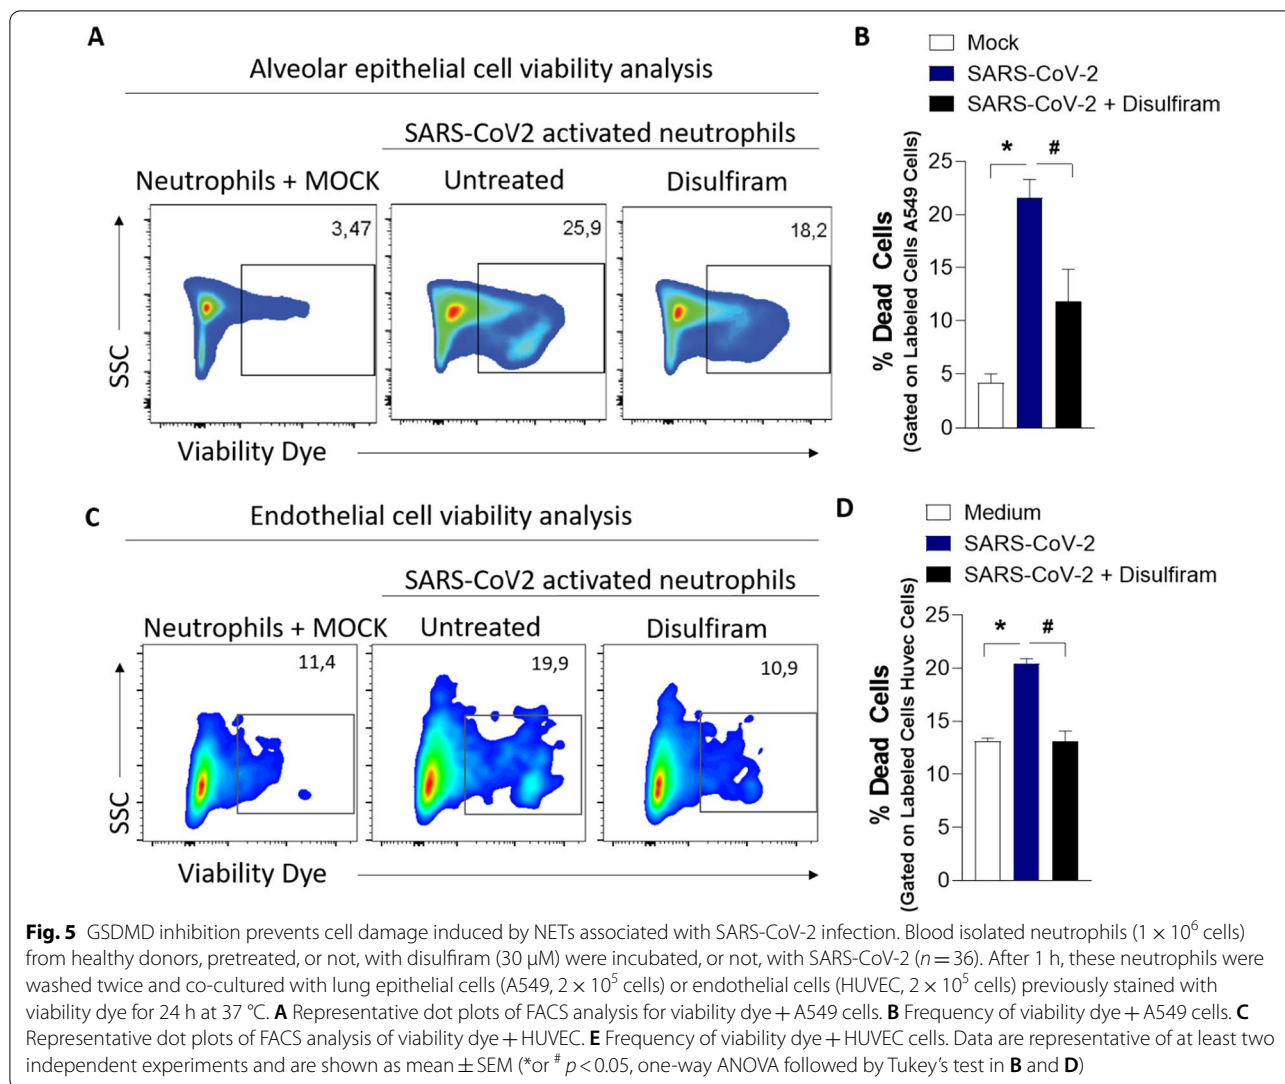 A
Alveolar epithelial cell viability analysis
SARS-CoV2 activated neutrophils
Neutrophils + MOCK
Untreated
Disulfiram
3,47
25,9
18,2
SSC
Viability Dye
B
Mock
SARS-CoV-2
SARS-CoV-2 + Disulfiram
% Dead Cells
(Gated on Labeled Cells A549 Cells)
25
20
15
10
5
0
*
#
C
Endothelial cell viability analysis
SARS-CoV2 activated neutrophils
Neutrophils + MOCK
Untreated
Disulfiram
11,4
19,9
10,9
SSC
Viability Dye
D
Medium
SARS-CoV-2
SARS-CoV-2 + Disulfiram
% Dead Cells
(Gated on Labeled Cells Huvec Cells)
25
20
15
10
5
0
*
#
Fig. 5 GSDMD inhibition prevents cell damage induced by NETs associated with SARS-CoV-2 infection. Blood isolated neutrophils (1 × 10⁶ cells)
from healthy donors, pretreated, or not, with disulfiram (30 μM) were incubated, or not, with SARS-CoV-2 (n = 36). After 1 h, these neutrophils were
washed twice and co-cultured with lung epithelial cells (A549, 2 × 10⁵ cells) or endothelial cells (HUVEC, 2 × 10⁵ cells) previously stained with
viability dye for 24 h at 37 °C. A Representative dot plots of FACS analysis for viability dye + A549 cells. B Frequency of viability dye + A549 cells. C
Representative dot plots of FACS analysis of viability dye + HUVEC. E Frequency of viability dye + HUVEC cells. Data are representative of at least two
independent experiments and are shown as mean ± SEM (*or # p < 0.05, one-way ANOVA followed by Tukey's test in B and D)